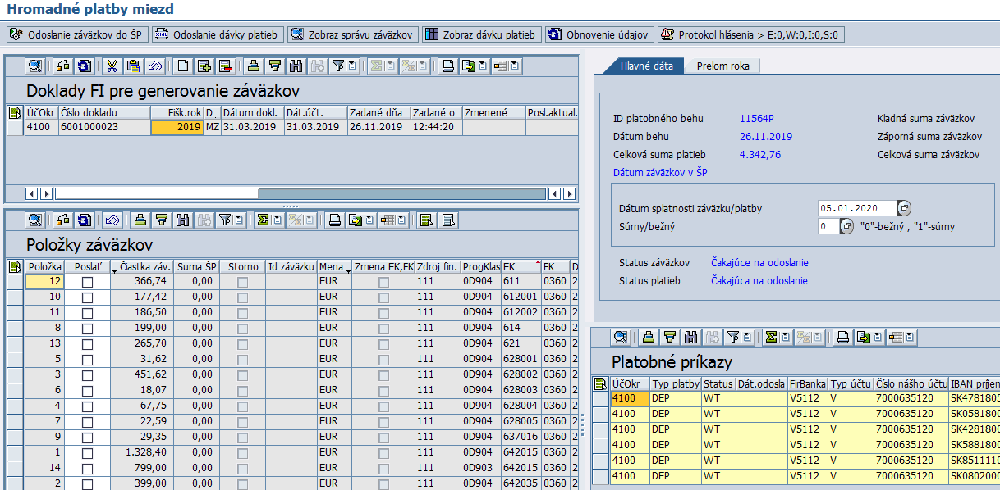 Hromadné platby miezd
Odoslanie záväzkov do ŠP Odoslanie dávky platieb Zobraz správu záväzkov Zobraz dávku platieb Obnovenie údajov Protokol hlásenia > E:0,W:0,I:0,S:0
Doklady FI pre generovanie záväzkov
ÚčOkr Číslo dokladu Fišk.rok D... Dátum dokl. Dát.účt. Zadané dňa Zadané o Zmenené Posl.aktual.
4100 6001000023 2019 MZ 31.03.2019 31.03.2019 26.11.2019 12:44:20
Položky záväzkov
Položka Poslať Čiastka záv. Suma ŠP Storno Id záväzku Mena Zmena EK,FK Zdroj fin. ProgKlas EK FK D
12 366,74 0,00 EUR 111 0D904 611 0360 2
10 177,42 0,00 EUR 111 0D904 612001 0360 2
11 186,50 0,00 EUR 111 0D904 612002 0360 2
8 199,00 0,00 EUR 111 0D904 614 0360 2
13 265,70 0,00 EUR 111 0D904 621 0360 2
5 31,62 0,00 EUR 111 0D904 628001 0360 2
3 451,62 0,00 EUR 111 0D904 628002 0360 2
6 18,07 0,00 EUR 111 0D904 628003 0360 2
4 67,75 0,00 EUR 111 0D904 628004 0360 2
7 22,59 0,00 EUR 111 0D904 628005 0360 2
9 29,35 0,00 EUR 111 0D904 637016 0360 2
1 1.328,40 0,00 EUR 111 0D904 642015 0360 2
14 799,00 0,00 EUR 111 0D903 642015 0360 2
2 399,00 0,00 EUR 111 0D904 642035 0360 2
Hlavné dáta Prelom roka
ID platobného behu 11564P Kladná suma záväzkov
Dátum behu 26.11.2019 Záporná suma záväzkov
Celková suma platieb 4.342,76 Celková suma záväzkov
Dátum záväzkov v ŠP
Dátum splatnosti záväzku/platby 05.01.2020
Súrny/bežný 0 "0"-bežný , "1"-súrny
Status záväzkov Čakajúce na odoslanie
Status platieb Čakajúca na odoslanie
Platobné príkazy
ÚčOkr Typ platby Status Dát.odosla FirBanka Typ účtu Číslo nášho účtu IBAN príjem
4100 DEP WT V5112 V 7000635120 SK4781805
4100 DEP WT V5112 V 7000635120 SK0581800
4100 DEP WT V5112 V 7000635120 SK4281800
4100 DEP WT V5112 V 7000635120 SK5881800
4100 DEP WT V5112 V 7000635120 SK8511110
4100 DEP WT V5112 V 7000635120 SK0802000